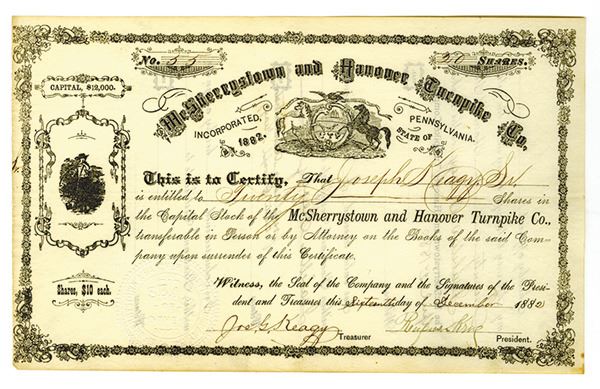 No. 55
20 SHARES.
CAPITAL, $12,000.
McSherrystown and Hanover Turnpike Co.
INCORPORATED, 1882.
STATE OF PENNSYLVANIA.
This is to Certify, That Joseph Reagy
is entitled to Twenty Shares in
the Capital Stock of the McSherrystown and Hanover Turnpike Co.,
transferable in Person or by Attorney on the Books of the said Com-
pany upon surrender of this Certificate.
Shares, $10 each.
Witness, the Seal of the Company and the Signatures of the Presi-
dent and Treasurer this Sixteenth day of December 1882
Jos. S. Reagy
Treasurer
President.